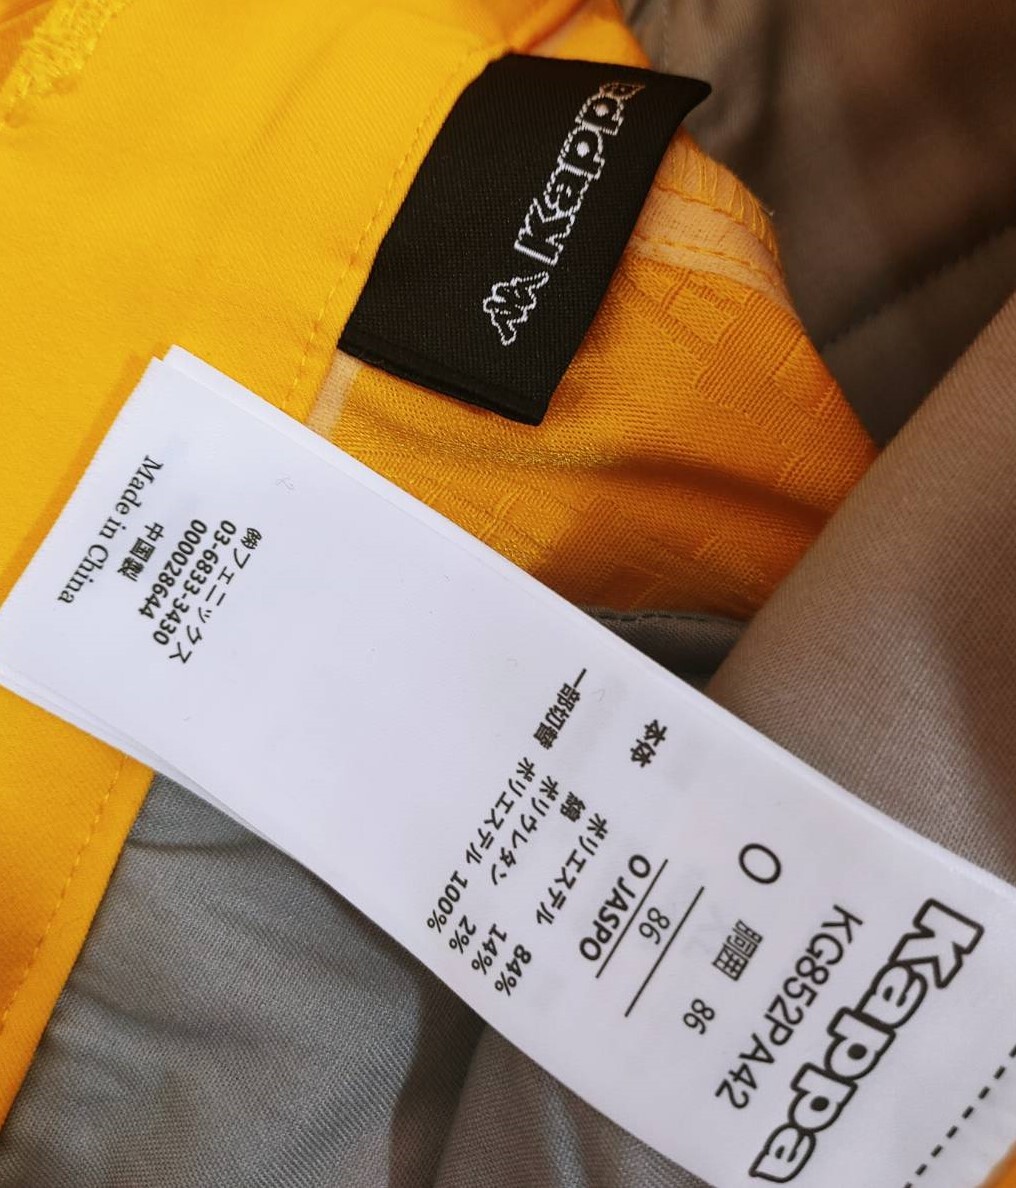 Kappa
Kappa
KG852PA42
O 胴囲 86
86
O JASPO
本体 ポリエステル 84%
綿 14%
ポリウレタン 2%
一部切替 ポリエステル 100%
㈱フェニックス
03-6833-3430
000028644
中国製
Made in China